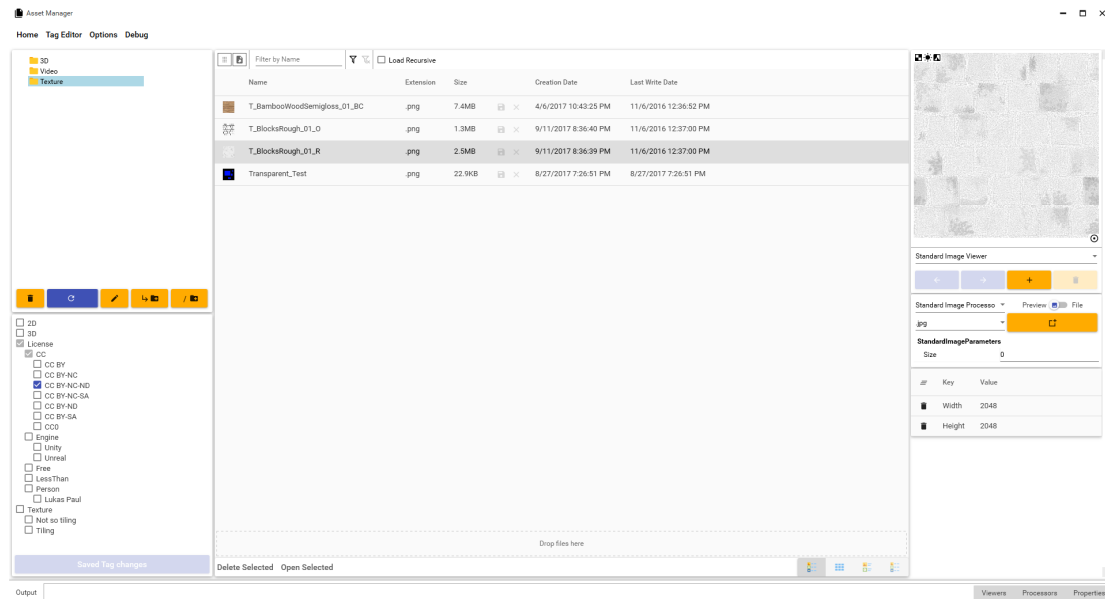 Asset Manager
Home Tag Editor Options Debug
3D
Video
Texture
2D
3D
License
CC
CC BY
CC BY-NC
CC BY-NC-ND
CC BY-NC-SA
CC BY-ND
CC BY-SA
CC0
Engine
Unity
Unreal
Free
LessThan
Person
Lukas Paul
Texture
Not so tiling
Tiling
Saved Tag changes
Filter by Name
Load Recursive
Name Extension Size Creation Date Last Write Date
T_BambooWoodSemigloss_01_BC .png 7.4MB 4/6/2017 10:43:25 PM 11/6/2016 12:36:52 PM
T_BlocksRough_01_O .png 1.3MB 9/11/2017 8:36:40 PM 11/6/2016 12:37:00 PM
T_BlocksRough_01_R .png 2.5MB 9/11/2017 8:36:39 PM 11/6/2016 12:37:00 PM
Transparent_Test .png 22.9KB 8/27/2017 7:26:51 PM 8/27/2017 7:26:51 PM
Drop files here
Delete Selected Open Selected
Standard Image Viewer
Standard Image Processo Preview File
.jpg
StandardImageParameters
Size 0
Key Value
Width 2048
Height 2048
Output
Viewers Processors Properties